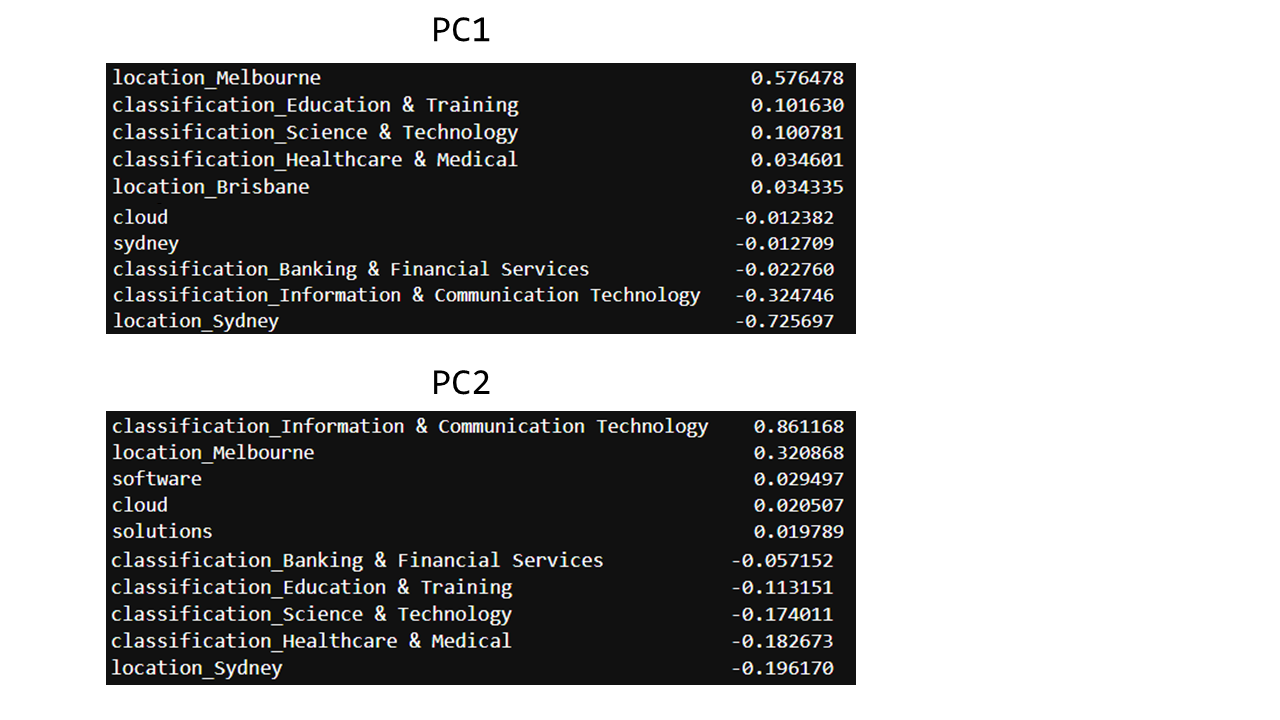 PC1
location_Melbourne 0.576478
classification_Education & Training 0.101630
classification_Science & Technology 0.100781
classification_Healthcare & Medical 0.034601
location_Brisbane 0.034335
cloud -0.012382
sydney -0.012709
classification_Banking & Financial Services -0.022760
classification_Information & Communication Technology -0.324746
location_Sydney -0.725697
PC2
classification_Information & Communication Technology 0.861168
location_Melbourne 0.320868
software 0.029497
cloud 0.020507
solutions 0.019789
classification_Banking & Financial Services -0.057152
classification_Education & Training -0.113151
classification_Science & Technology -0.174011
classification_Healthcare & Medical -0.182673
location_Sydney -0.196170